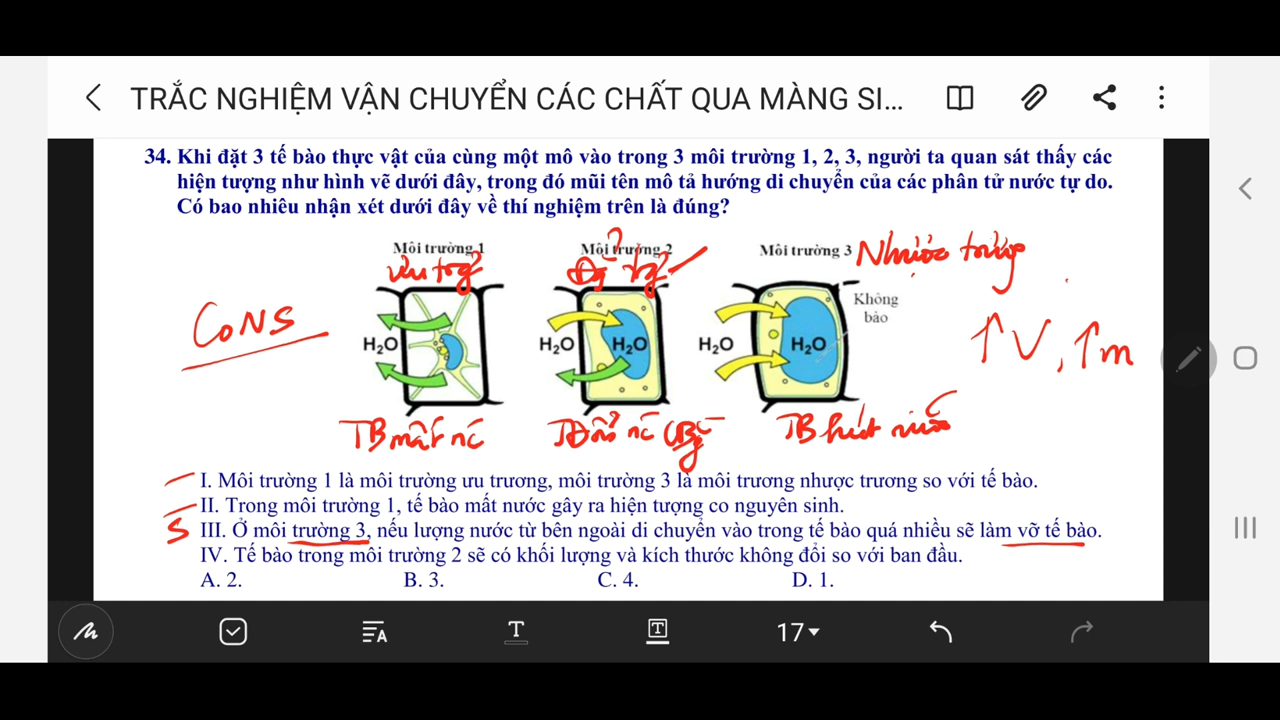 TRẮC NGHIỆM VẬN CHUYỂN CÁC CHẤT QUA MÀNG SI...
34. Khi đặt 3 tế bào thực vật của cùng một mô vào trong 3 môi trường 1, 2, 3, người ta quan sát thấy các
hiện tượng như hình vẽ dưới đây, trong đó mũi tên mô tả hướng di chuyển của các phân tử nước tự do.
Có bao nhiêu nhận xét dưới đây về thí nghiệm trên là đúng?
Môi trường 1
Môi trường 2
Môi trường 3
Nhược trương
Không
bào
CoNS
H₂O
H₂O
H₂O
H₂O
H₂O
↑V, ↑m
TB mất nc
TB hút nước
I. Môi trường 1 là môi trường ưu trương, môi trường 3 là môi trương nhược trương so với tế bào.
II. Trong môi trường 1, tế bào mất nước gây ra hiện tượng co nguyên sinh.
S III. Ở môi trường 3, nếu lượng nước từ bên ngoài di chuyển vào trong tế bào quá nhiều sẽ làm vỡ tế bào.
IV. Tế bào trong môi trường 2 sẽ có khối lượng và kích thước không đổi so với ban đầu.
A. 2. B. 3. C. 4. D. 1.
17